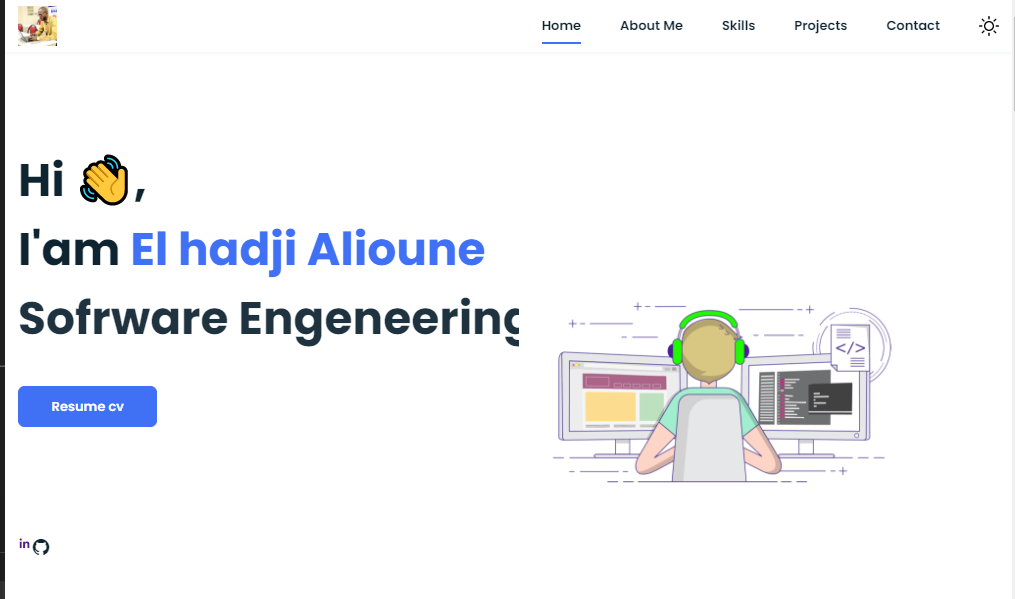 Home About Me Skills Projects Contact
Hi 👋,
I'am El hadji Alioune
Sofrware Engeneering
Resume cv
in
</>